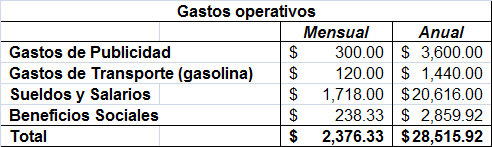 Gastos operativos
Mensual Anual
Gastos de Publicidad $ 300.00 $ 3,600.00
Gastos de Transporte (gasolina) $ 120.00 $ 1,440.00
Sueldos y Salarios $ 1,718.00 $20,616.00
Beneficios Sociales $ 238.33 $ 2,859.92
Total $ 2,376.33 $28,515.92